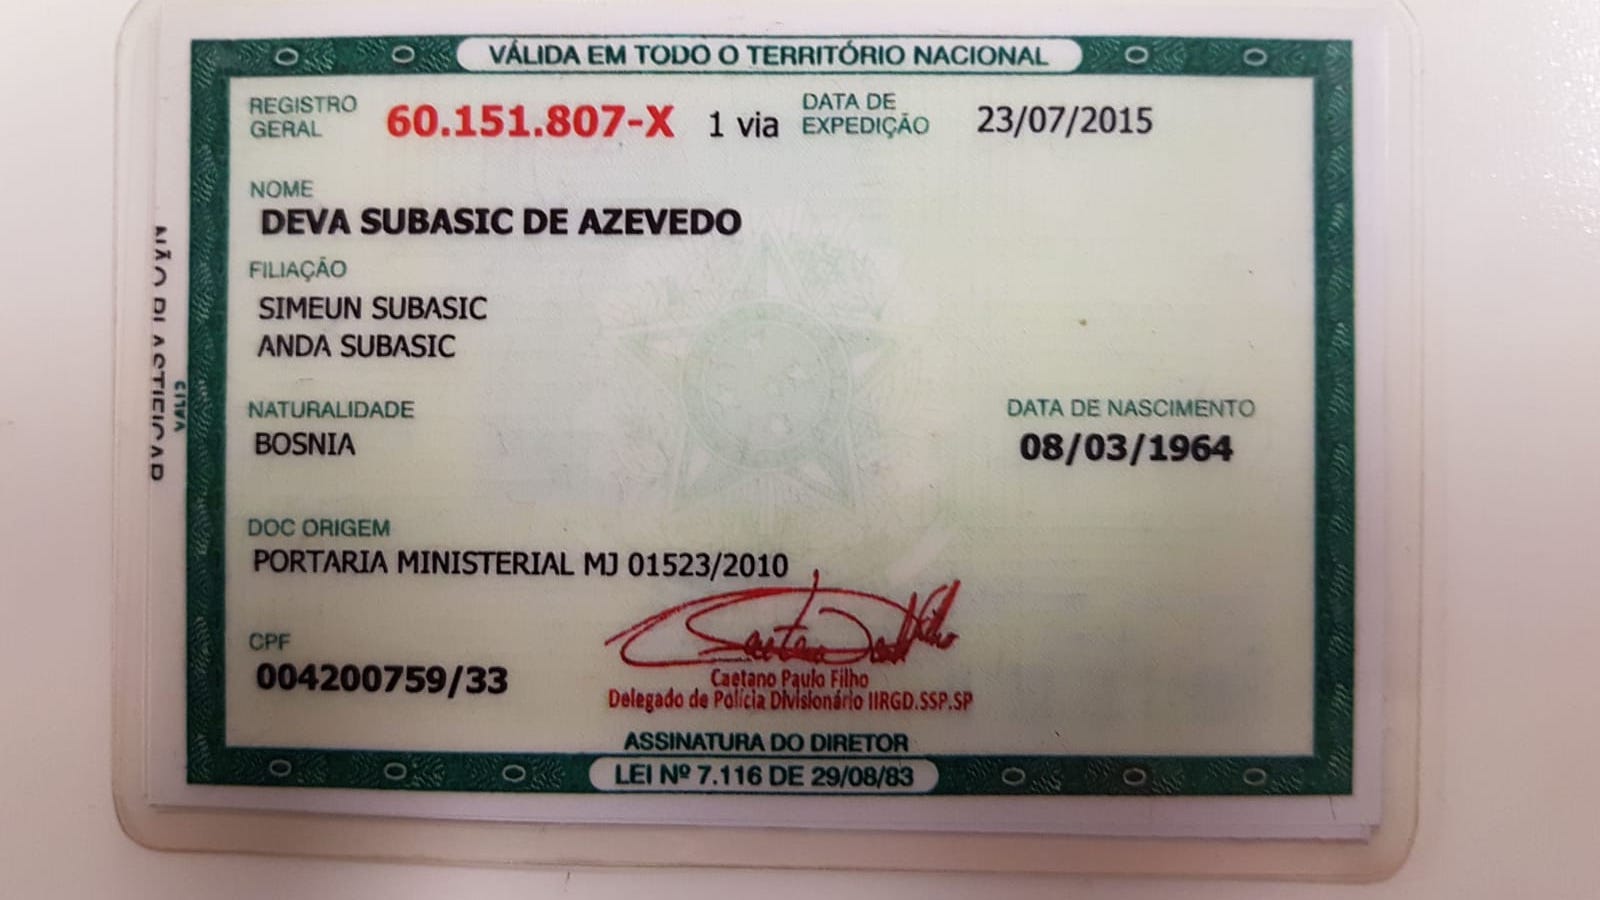 VÁLIDA EM TODO O TERRITÓRIO NACIONAL
REGISTRO GERAL 60.151.807-X 1 via DATA DE EXPEDIÇÃO 23/07/2015
NOME
DEVA SUBASIC DE AZEVEDO
FILIAÇÃO
SIMEUN SUBASIC
ANDA SUBASIC
NATURALIDADE
BOSNIA
DATA DE NASCIMENTO
08/03/1964
DOC ORIGEM
PORTARIA MINISTERIAL MJ 01523/2010
CPF
004200759/33
Caetano Paulo Filho
Delegado de Polícia Divisionário IIRGD.SSP.SP
ASSINATURA DO DIRETOR
LEI Nº 7.116 DE 29/08/83
NÃO PLASTIFICAR